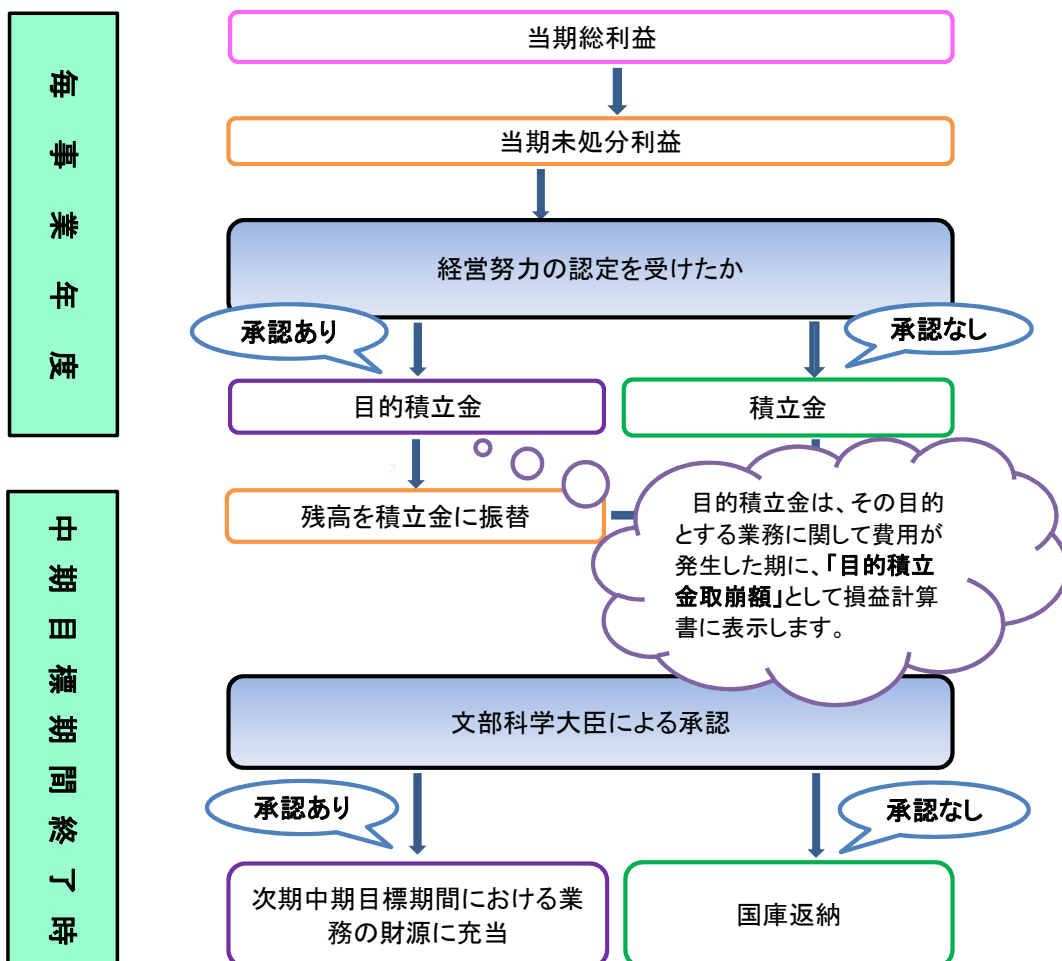 毎事業年度
当期総利益
当期未処分利益
経営努力の認定を受けたか
承認あり
承認なし
目的積立金
積立金
中期目標期間終了時
残高を積立金に振替
目的積立金は、その目的
とする業務に関して費用が
発生した期に、「目的積立
金取崩額」として損益計算
書に表示します。
文部科学大臣による承認
承認あり
承認なし
次期中期目標期間における業
務の財源に充当
国庫返納